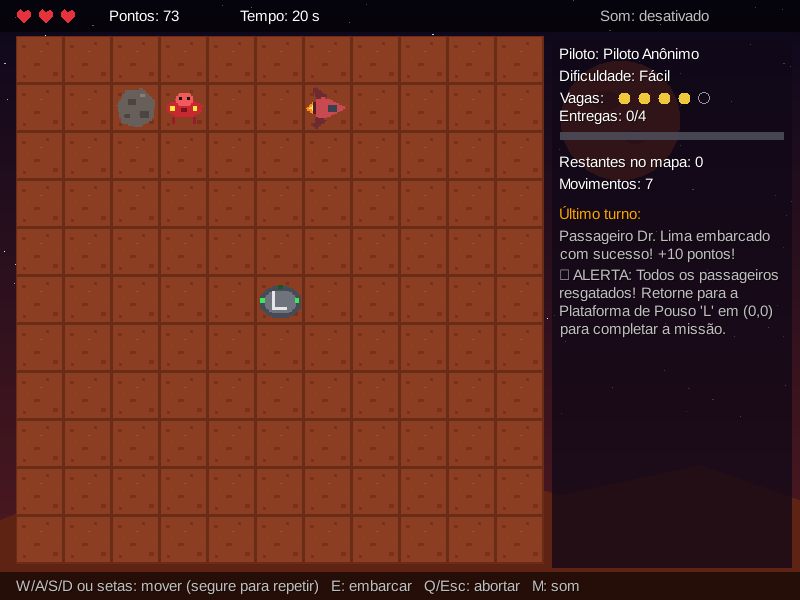 Pontos: 73 Tempo: 20 s Som: desativado
Piloto: Piloto Anônimo
Dificuldade: Fácil
Vagas:
Entregas: 0/4
Restantes no mapa: 0
Movimentos: 7
Último turno:
Passageiro Dr. Lima embarcado
com sucesso! +10 pontos!
ALERTA: Todos os passageiros
resgatados! Retorne para a
Plataforma de Pouso 'L' em (0,0)
para completar a missão.
L
W/A/S/D ou setas: mover (segure para repetir) E: embarcar Q/Esc: abortar M: som